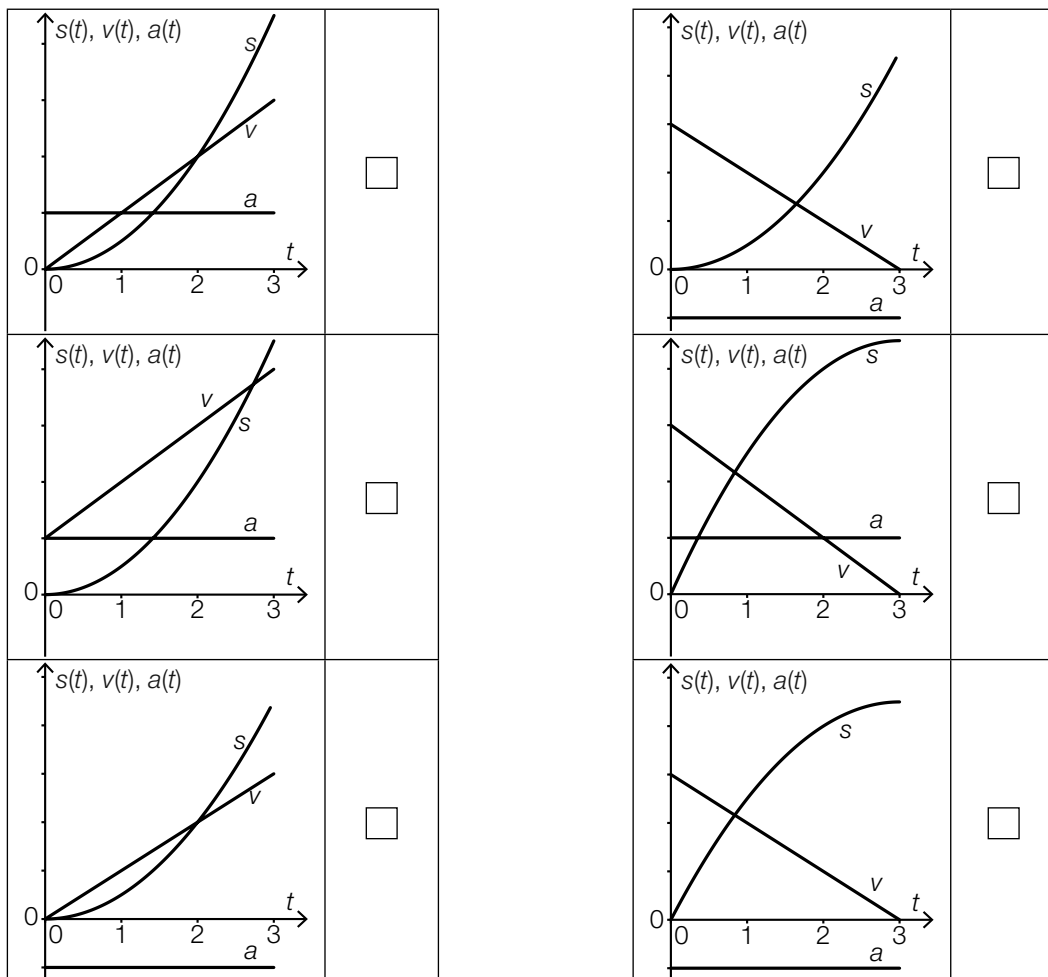 s(t), v(t), a(t)
s
v
a
t
0
0 1 2 3
s(t), v(t), a(t)
s
v
t
0
0 1 2 3
a
s(t), v(t), a(t)
v
s
a
t
0
0 1 2 3
s(t), v(t), a(t)
s
a
v
t
0
0 1 2 3
s(t), v(t), a(t)
s
v
t
0
0 1 2 3
a
s(t), v(t), a(t)
s
v
t
0
0 1 2 3
a